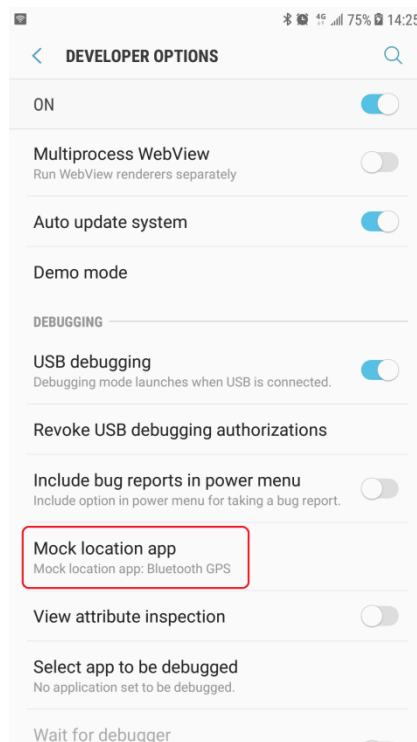 4G 75% 14:25
DEVELOPER OPTIONS
ON
Multiprocess WebView
Run WebView renderers separately
Auto update system
Demo mode
DEBUGGING
USB debugging
Debugging mode launches when USB is connected.
Revoke USB debugging authorizations
Include bug reports in power menu
Include option in power menu for taking a bug report.
Mock location app
Mock location app: Bluetooth GPS
View attribute inspection
Select app to be debugged
No application set to be debugged.
Wait for debugger